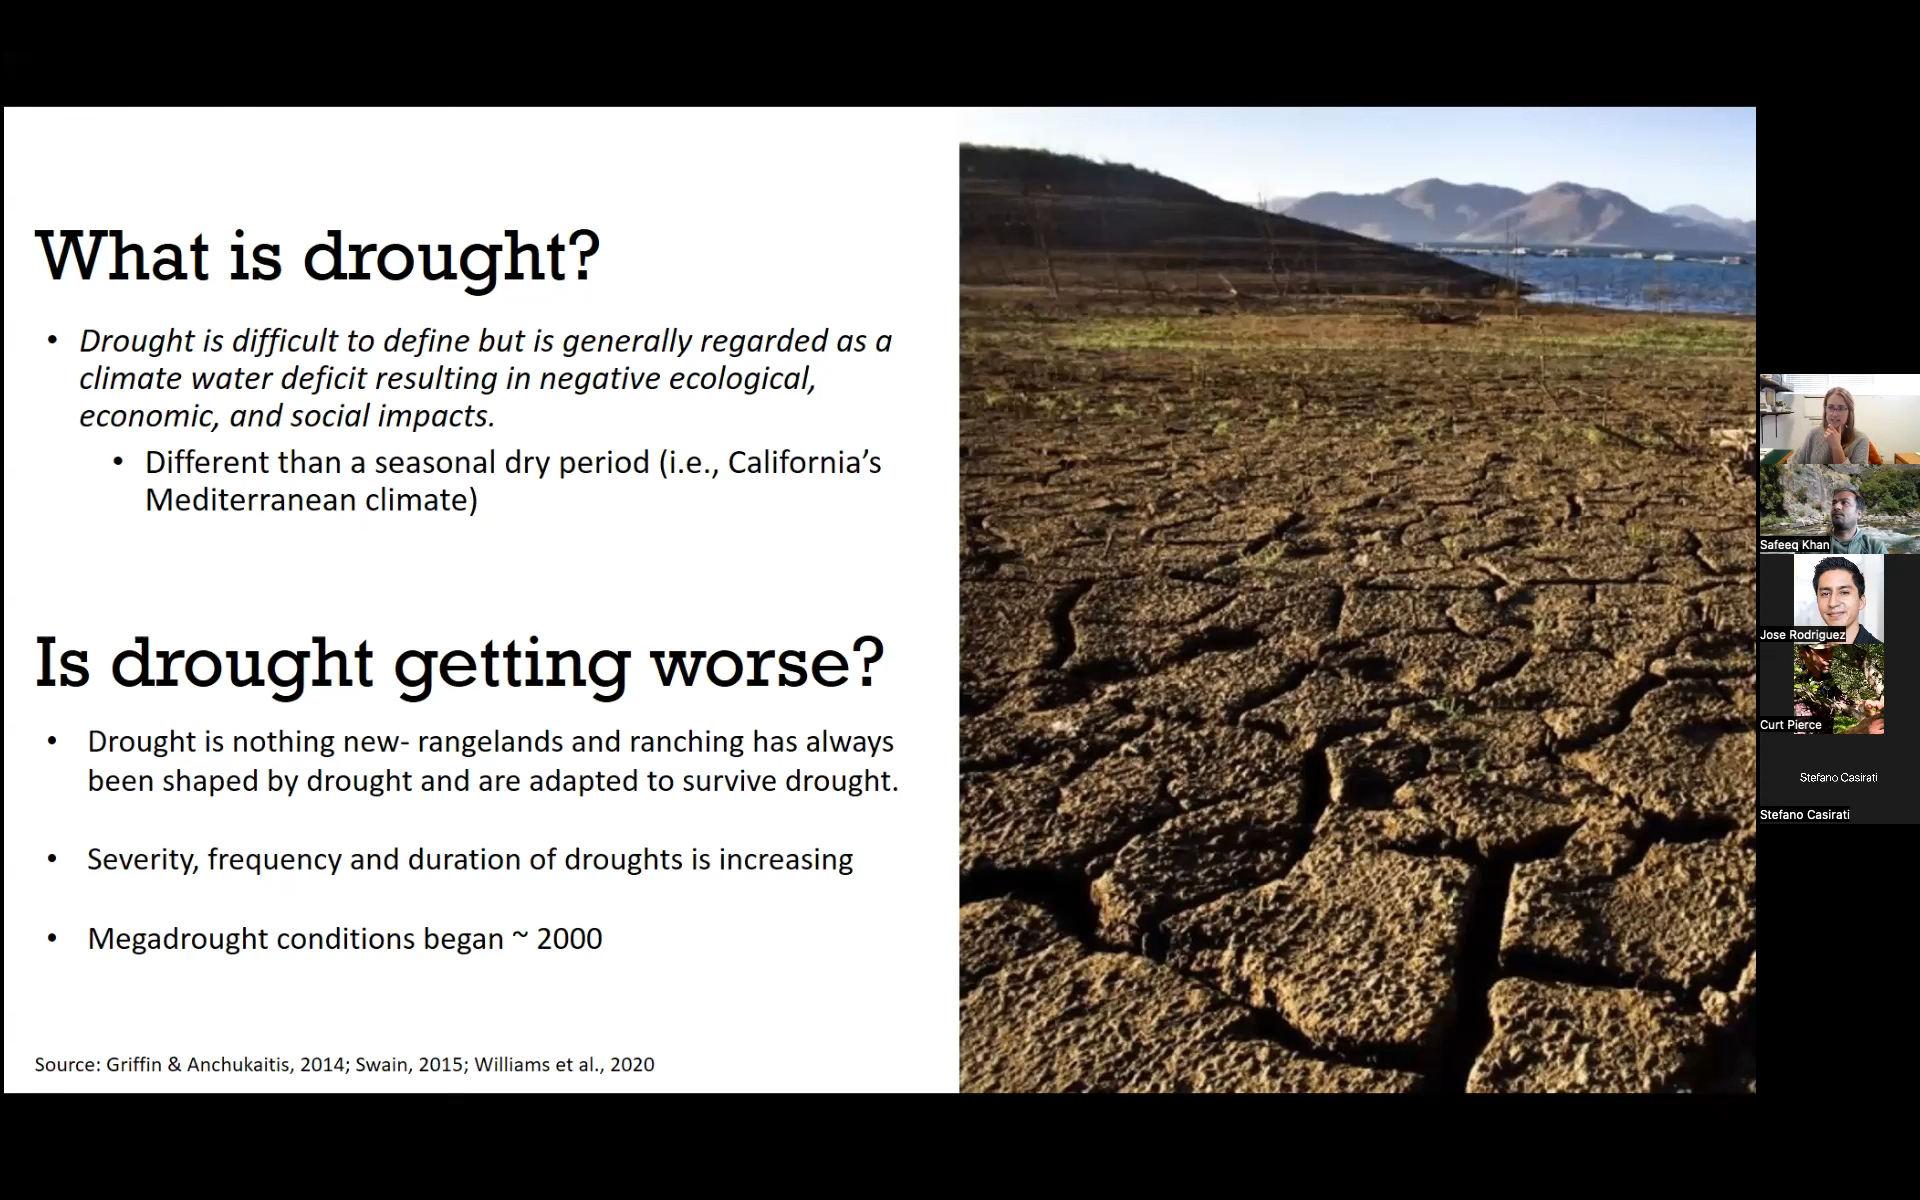 What is drought?
• Drought is difficult to define but is generally regarded as a
climate water deficit resulting in negative ecological,
economic, and social impacts.
• Different than a seasonal dry period (i.e., California’s
Mediterranean climate)
Is drought getting worse?
• Drought is nothing new- rangelands and ranching has always
been shaped by drought and are adapted to survive drought.
• Severity, frequency and duration of droughts is increasing
• Megadrought conditions began ~ 2000
Source: Griffin & Anchukaitis, 2014; Swain, 2015; Williams et al., 2020
Safeeq Khan
Jose Rodriguez
Curt Pierce
Stefano Casirati
Stefano Casirati